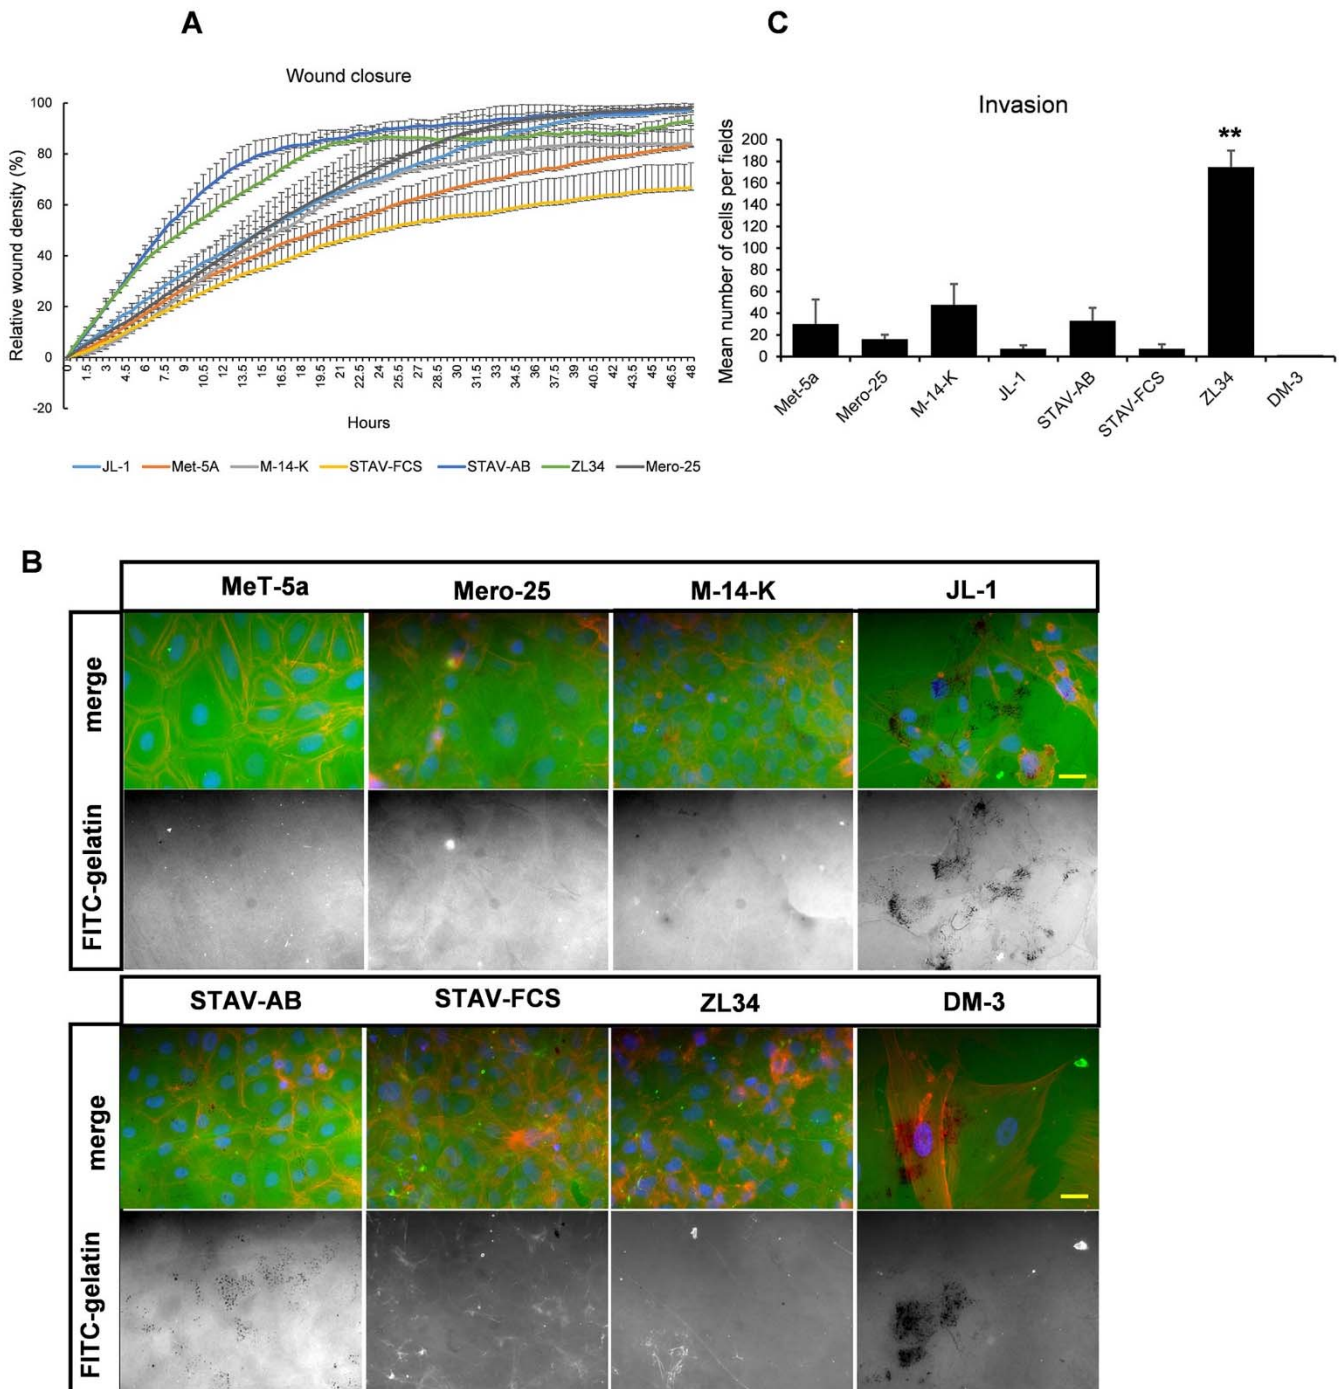 A
Wound closure
Relative wound density (%)
100
80
60
40
20
0
-20
0 1.5 3 4.5 6 7.5 9 10.5 12 13.5 15 16.5 18 19.5 21 22.5 24 25.5 27 28.5 30 31.5 33 34.5 36 37.5 39 40.5 42 43.5 45 46.5 48
Hours
JL-1 Met-5A M-14-K STAV-FCS STAV-AB ZL34 Mero-25
C
Invasion
Mean number of cells per fields
200
180
160
140
120
100
80
60
40
20
0
**
Met-5a Mero-25 M-14-K JL-1 STAV-AB STAV-FCS ZL34 DM-3
B
MeT-5a Mero-25 M-14-K JL-1
merge
FITC-gelatin
STAV-AB STAV-FCS ZL34 DM-3
merge
FITC-gelatin